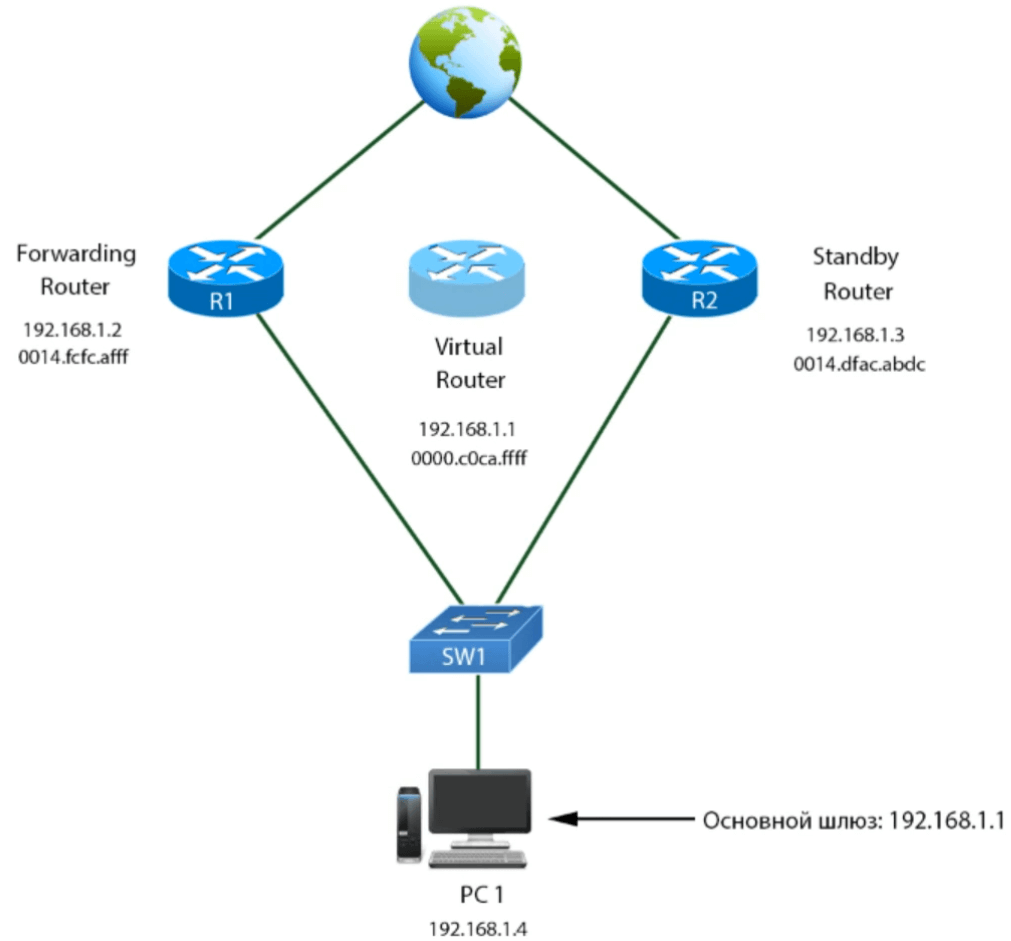 Forwarding
Router
192.168.1.2
0014.fcfc.afff
R1
Virtual
Router
192.168.1.1
0000.c0ca.ffff
R2
Standby
Router
192.168.1.3
0014.dfac.abdc
SW1
Основной шлюз: 192.168.1.1
PC 1
192.168.1.4